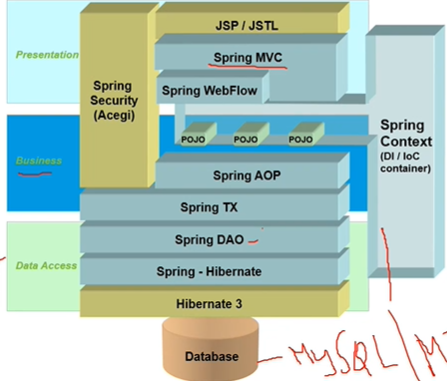 JSP / JSTL
Presentation
Spring MVC
Spring WebFlow
Spring
Security
(Acegi)
Spring
Context
(DI / IoC
container)
POJO POJO POJO
Business
Spring AOP
Spring TX
Spring DAO
Data Access
Spring - Hibernate
Hibernate 3
Database
MySQL /